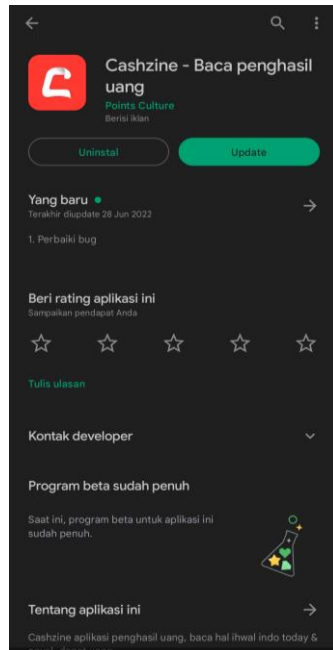 Cashzine - Baca penghasil
uang
Points Culture
Berisi iklan
Uninstal
Update
Yang baru
Terakhir diupdate 28 Jun 2022
1. Perbaiki bug
Beri rating aplikasi ini
Sampaikan pendapat Anda
Tulis ulasan
Kontak developer
Program beta sudah penuh
Saat ini, program beta untuk aplikasi ini
sudah penuh.
Tentang aplikasi ini
Cashzine aplikasi penghasil uang, baca hal ihwal indo today &